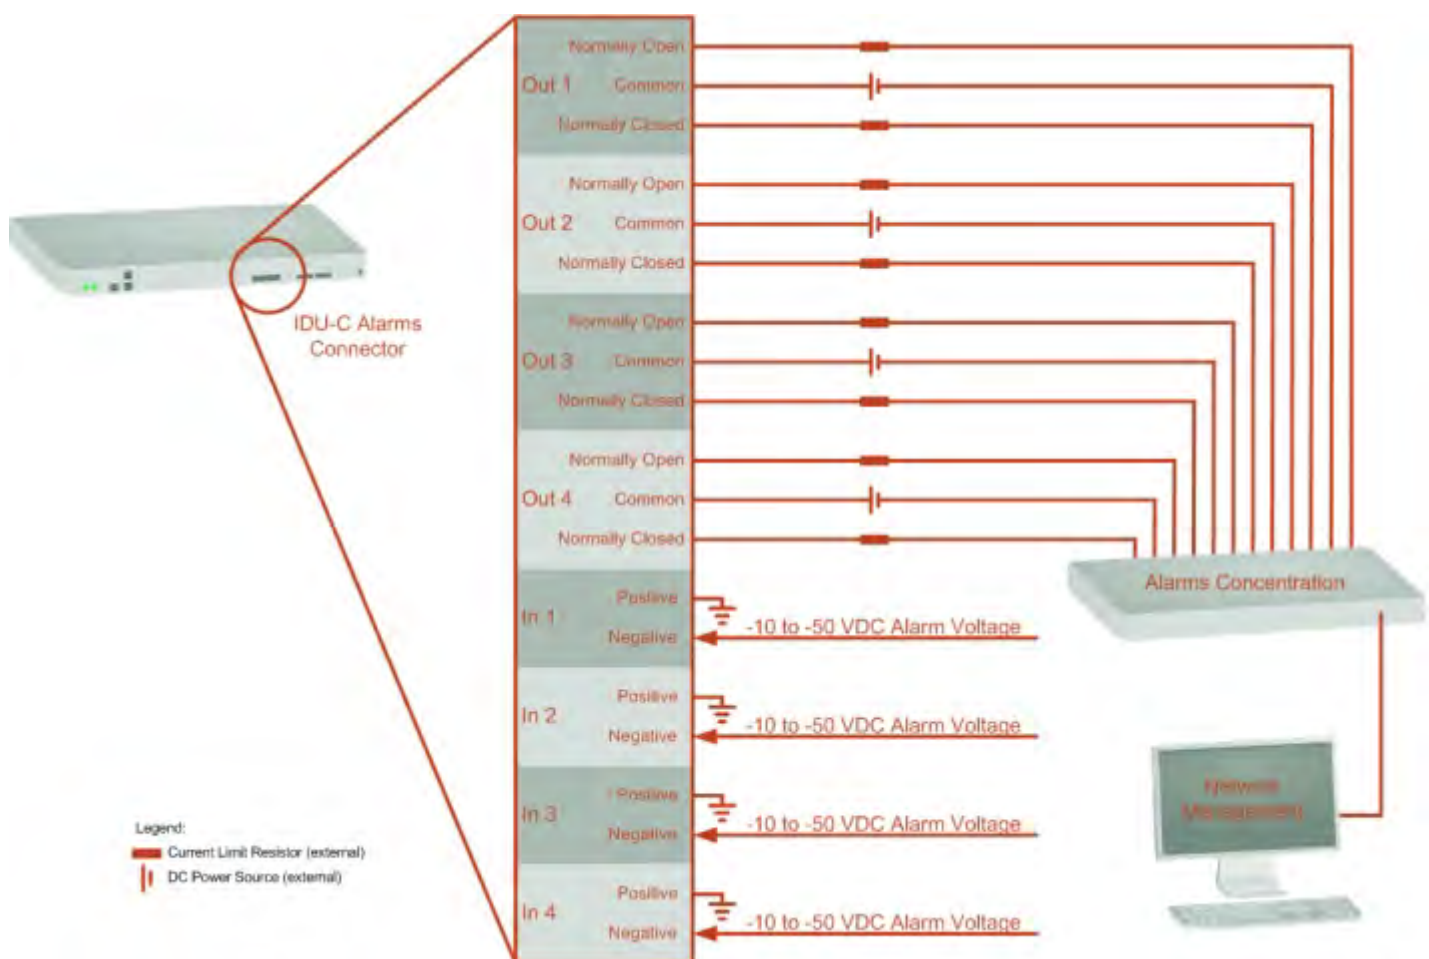 Normally Open
Out 1 Common
Normally Closed
Normally Open
Out 2 Common
Normally Closed
IDU-C Alarms
Connector
Normally Open
Out 3 Common
Normally Closed
Normally Open
Out 4 Common
Normally Closed
Alarms Concentration
Positive
In 1
Negative
-10 to -50 VDC Alarm Voltage
Positive
In 2
Negative
-10 to -50 VDC Alarm Voltage
Network
Management
Positive
In 3
Negative
-10 to -50 VDC Alarm Voltage
Legend:
Current Limit Resistor (external)
DC Power Source (external)
Positive
In 4
Negative
-10 to -50 VDC Alarm Voltage